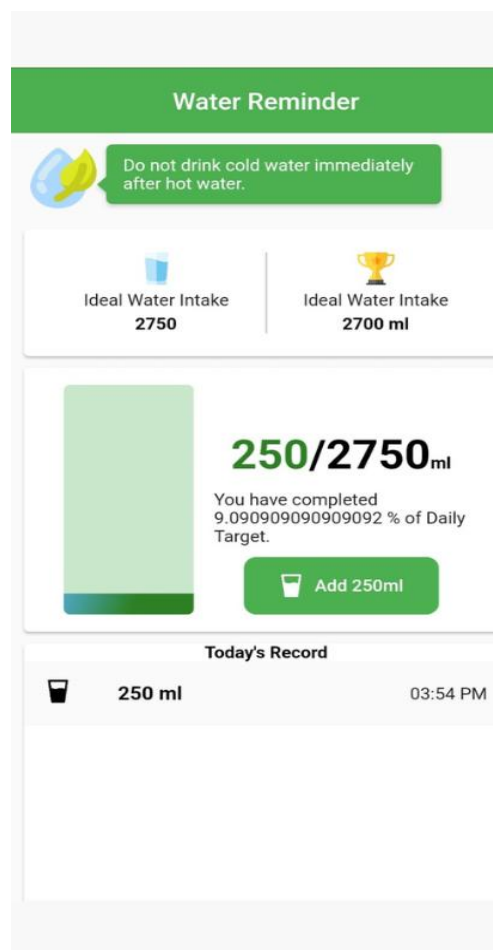 Water Reminder
Do not drink cold water immediately
after hot water.
Ideal Water Intake
2750
Ideal Water Intake
2700 ml
250/2750ml
You have completed
9.090909090909092 % of Daily
Target.
Add 250ml
Today's Record
250 ml 03:54 PM